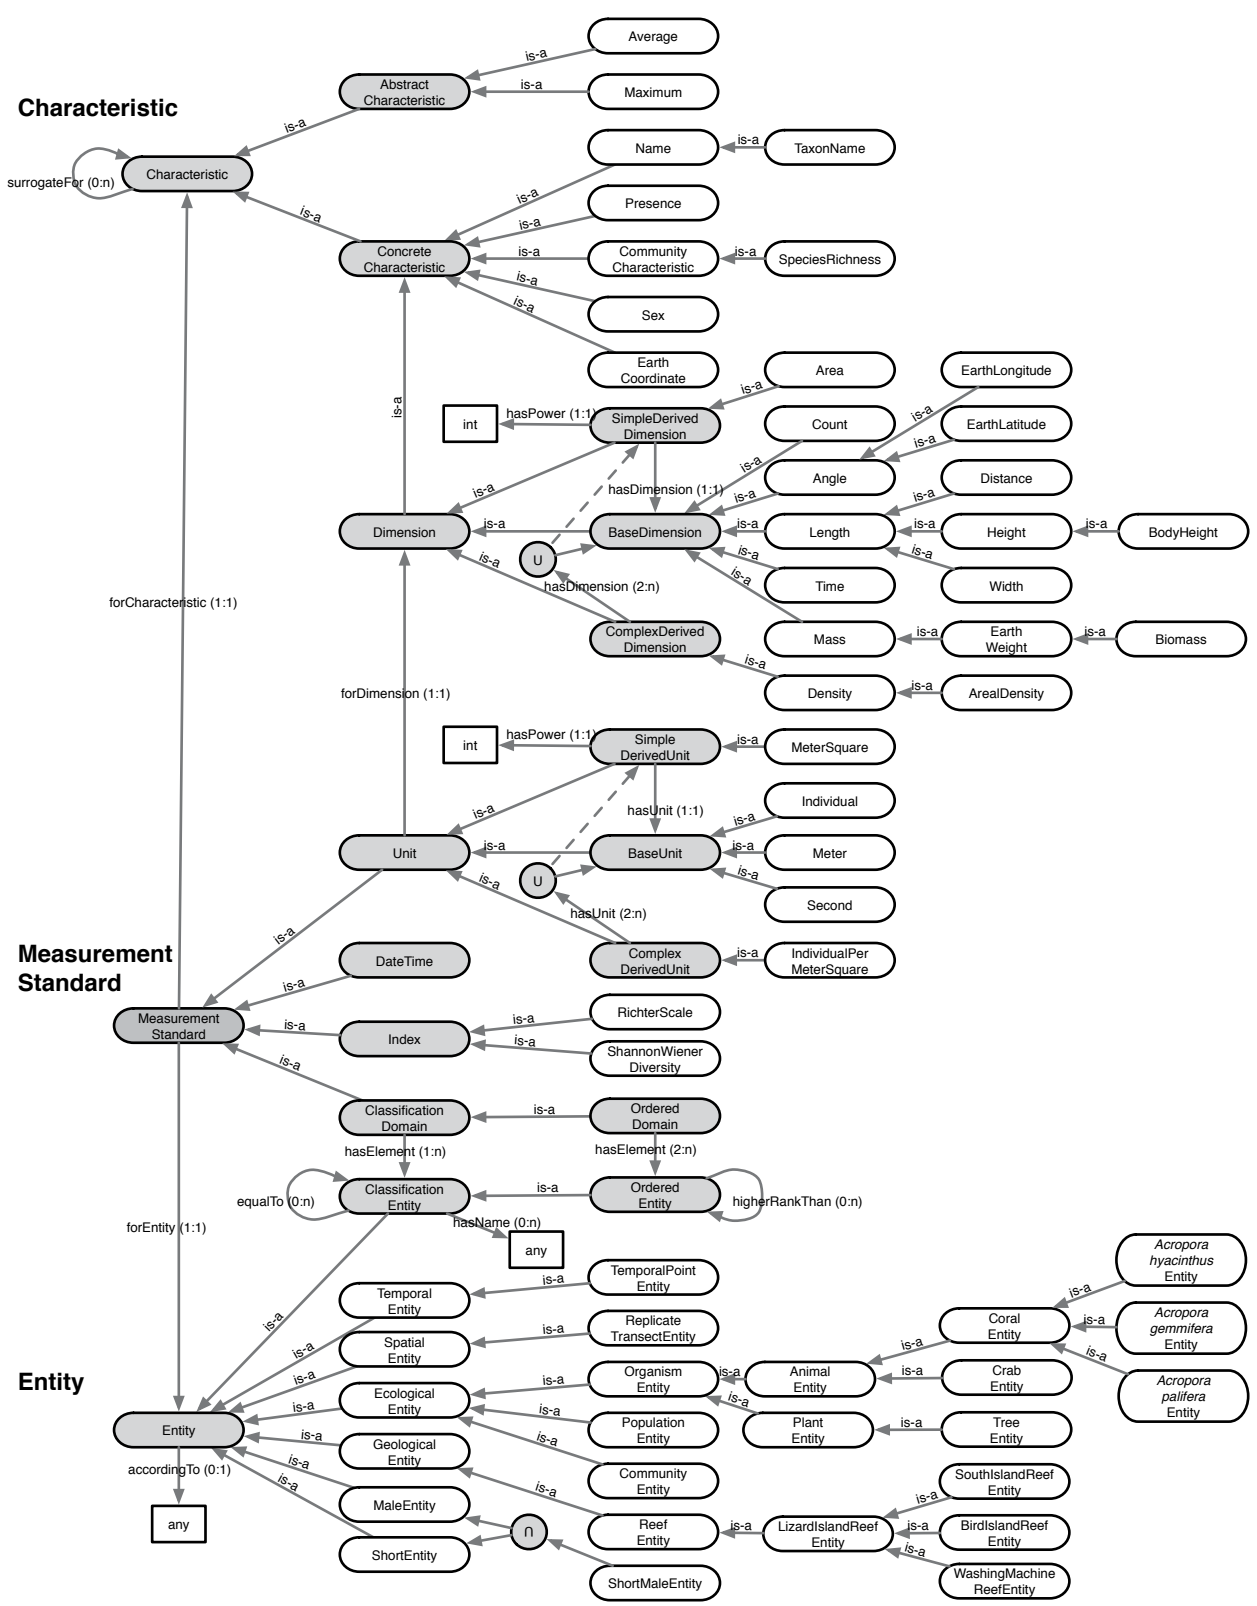 Characteristic
Average
is-a
Abstract
Characteristic
is-a
Maximum
is-a
Characteristic
surrogateFor (0:n)
Name
is-a
TaxonName
is-a
is-a
Presence
is-a
Concrete
Characteristic
is-a
Community
Characteristic
is-a
SpeciesRichness
is-a
Sex
is-a
Earth
Coordinate
is-a
int
hasPower (1:1)
SimpleDerived
Dimension
is-a
Area
EarthLongitude
is-a
Count
is-a
EarthLatitude
is-a
Angle
is-a
hasDimension (1:1)
is-a
Distance
is-a
Dimension
is-a
BaseDimension
is-a
Length
is-a
Height
is-a
BodyHeight
U
is-a
is-a
Time
is-a
Width
hasDimension (2:n)
is-a
forCharacteristic (1:1)
ComplexDerived
Dimension
Mass
is-a
Earth
Weight
is-a
Biomass
is-a
Density
is-a
ArealDensity
forDimension (1:1)
int
hasPower (1:1)
Simple
DerivedUnit
is-a
MeterSquare
is-a
hasUnit (1:1)
is-a
Individual
Unit
is-a
BaseUnit
is-a
Meter
U
is-a
is-a
Second
hasUnit (2:n)
is-a
Measurement
Standard
DateTime
is-a
Complex
DerivedUnit
is-a
IndividualPer
MeterSquare
Measurement
Standard
is-a
Index
is-a
RichterScale
is-a
ShannonWiener
Diversity
is-a
Classification
Domain
is-a
Ordered
Domain
hasElement (1:n)
hasElement (2:n)
equalTo (0:n)
Classification
Entity
is-a
Ordered
Entity
higherRankThan (0:n)
hasName (0:n)
any
forEntity (1:1)
is-a
Temporal
Entity
is-a
TemporalPoint
Entity
is-a
Spatial
Entity
is-a
Replicate
TransectEntity
is-a
Acropora
hyacinthus
Entity
is-a
Coral
Entity
is-a
Acropora
gemmifera
Entity
is-a
Acropora
palifera
Entity
Entity
Ecological
Entity
is-a
Organism
Entity
is-a
Animal
Entity
is-a
is-a
Crab
Entity
is-a
Entity
is-a
Population
Entity
is-a
Plant
Entity
is-a
Tree
Entity
is-a
Geological
Entity
is-a
Community
Entity
accordingTo (0:1)
any
is-a
MaleEntity
is-a
Reef
Entity
is-a
LizardIslandReef
Entity
is-a
SouthIslandReef
Entity
is-a
BirdIslandReef
Entity
is-a
WashingMachine
ReefEntity
is-a
ShortEntity
∩
ShortMaleEntity